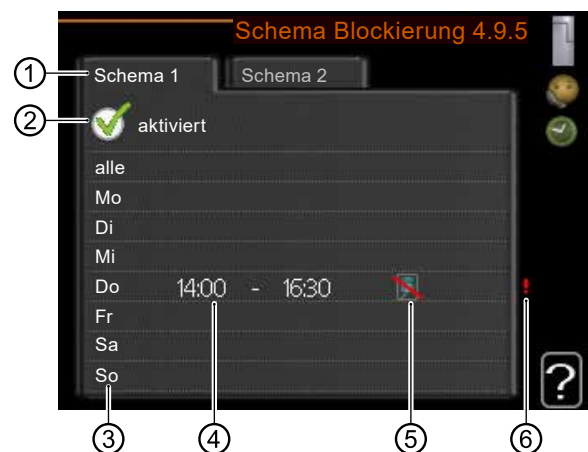 Schema Blockierung 4.9.5
① Schema 1 Schema 2
② aktiviert
alle
Mo
Di
Mi
Do 14:00 - 16:30 !
Fr
Sa
So
?
③ ④ ⑤ ⑥